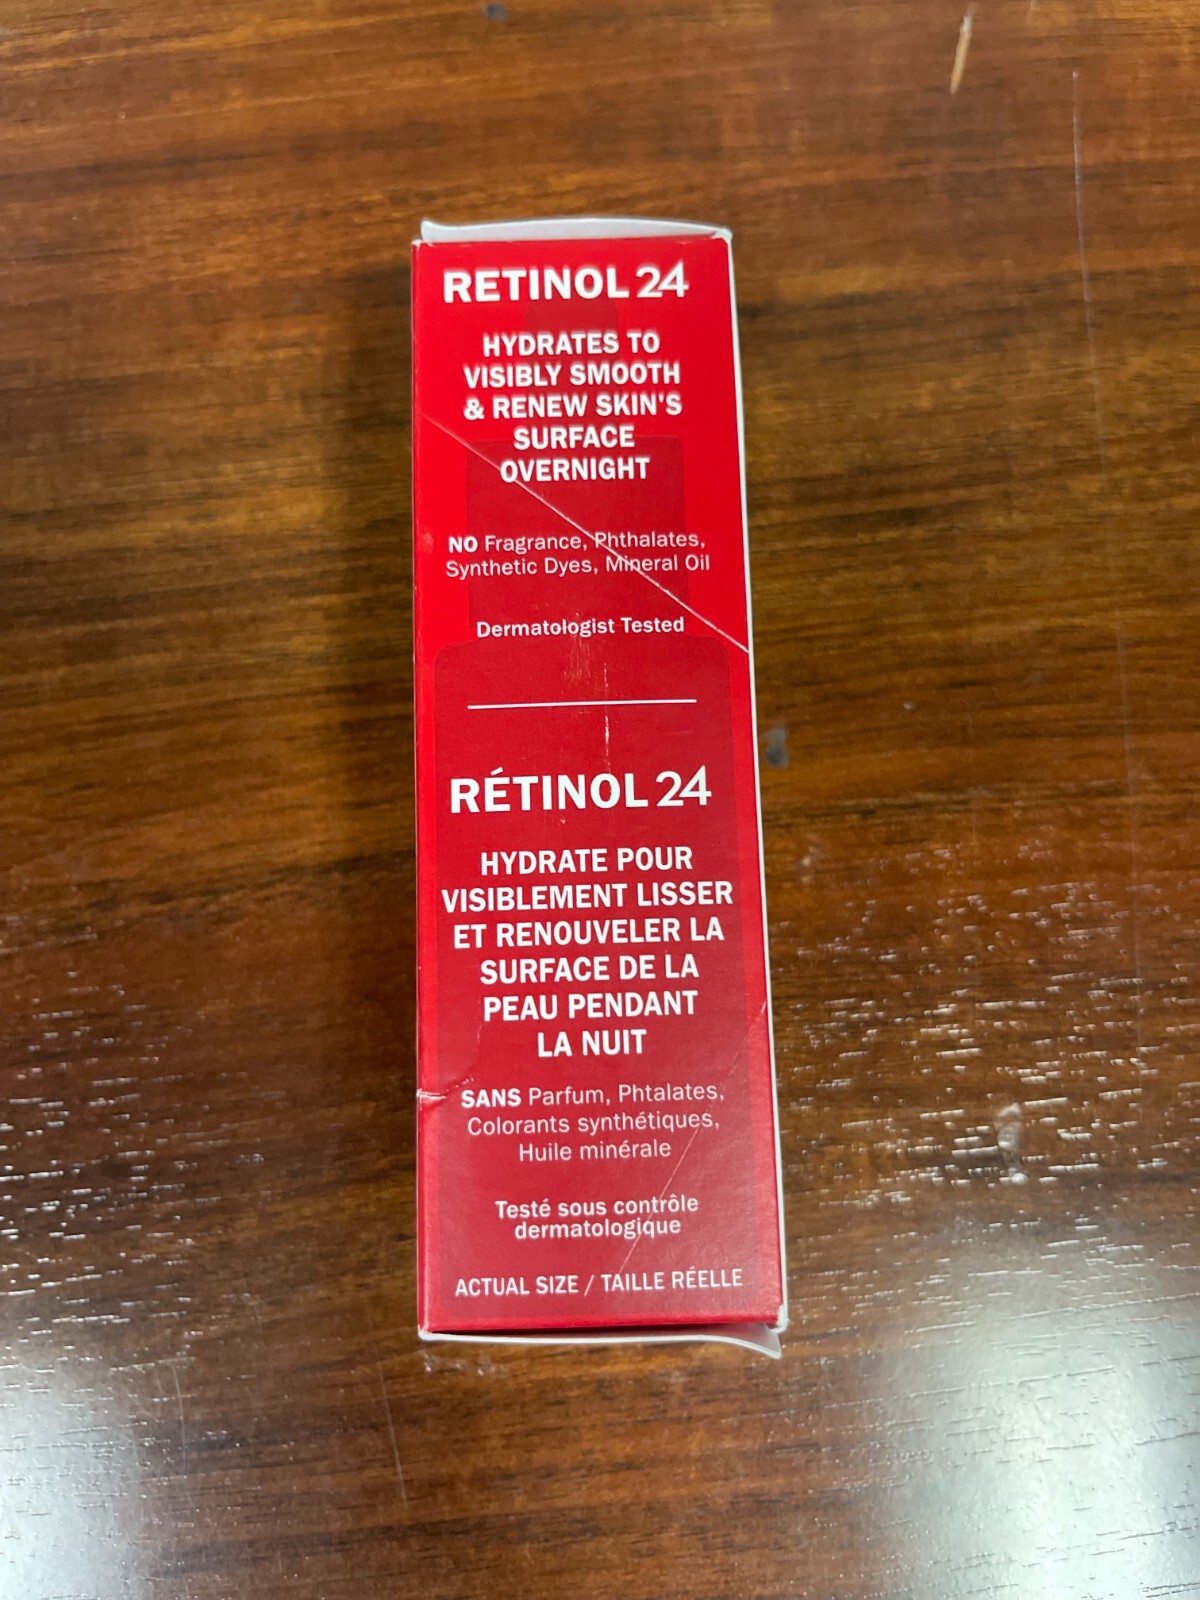 RETINOL 24
HYDRATES TO
VISIBLY SMOOTH
& RENEW SKIN'S
SURFACE
OVERNIGHT
NO Fragrance, Phthalates,
Synthetic Dyes, Mineral Oil
Dermatologist Tested
RÉTINOL 24
HYDRATE POUR
VISIBLEMENT LISSER
ET RENOUVELER LA
SURFACE DE LA
PEAU PENDANT
LA NUIT
SANS Parfum, Phtalates,
Colorants synthétiques,
Huile minérale
Testé sous contrôle
dermatologique
ACTUAL SIZE / TAILLE RÉELLE